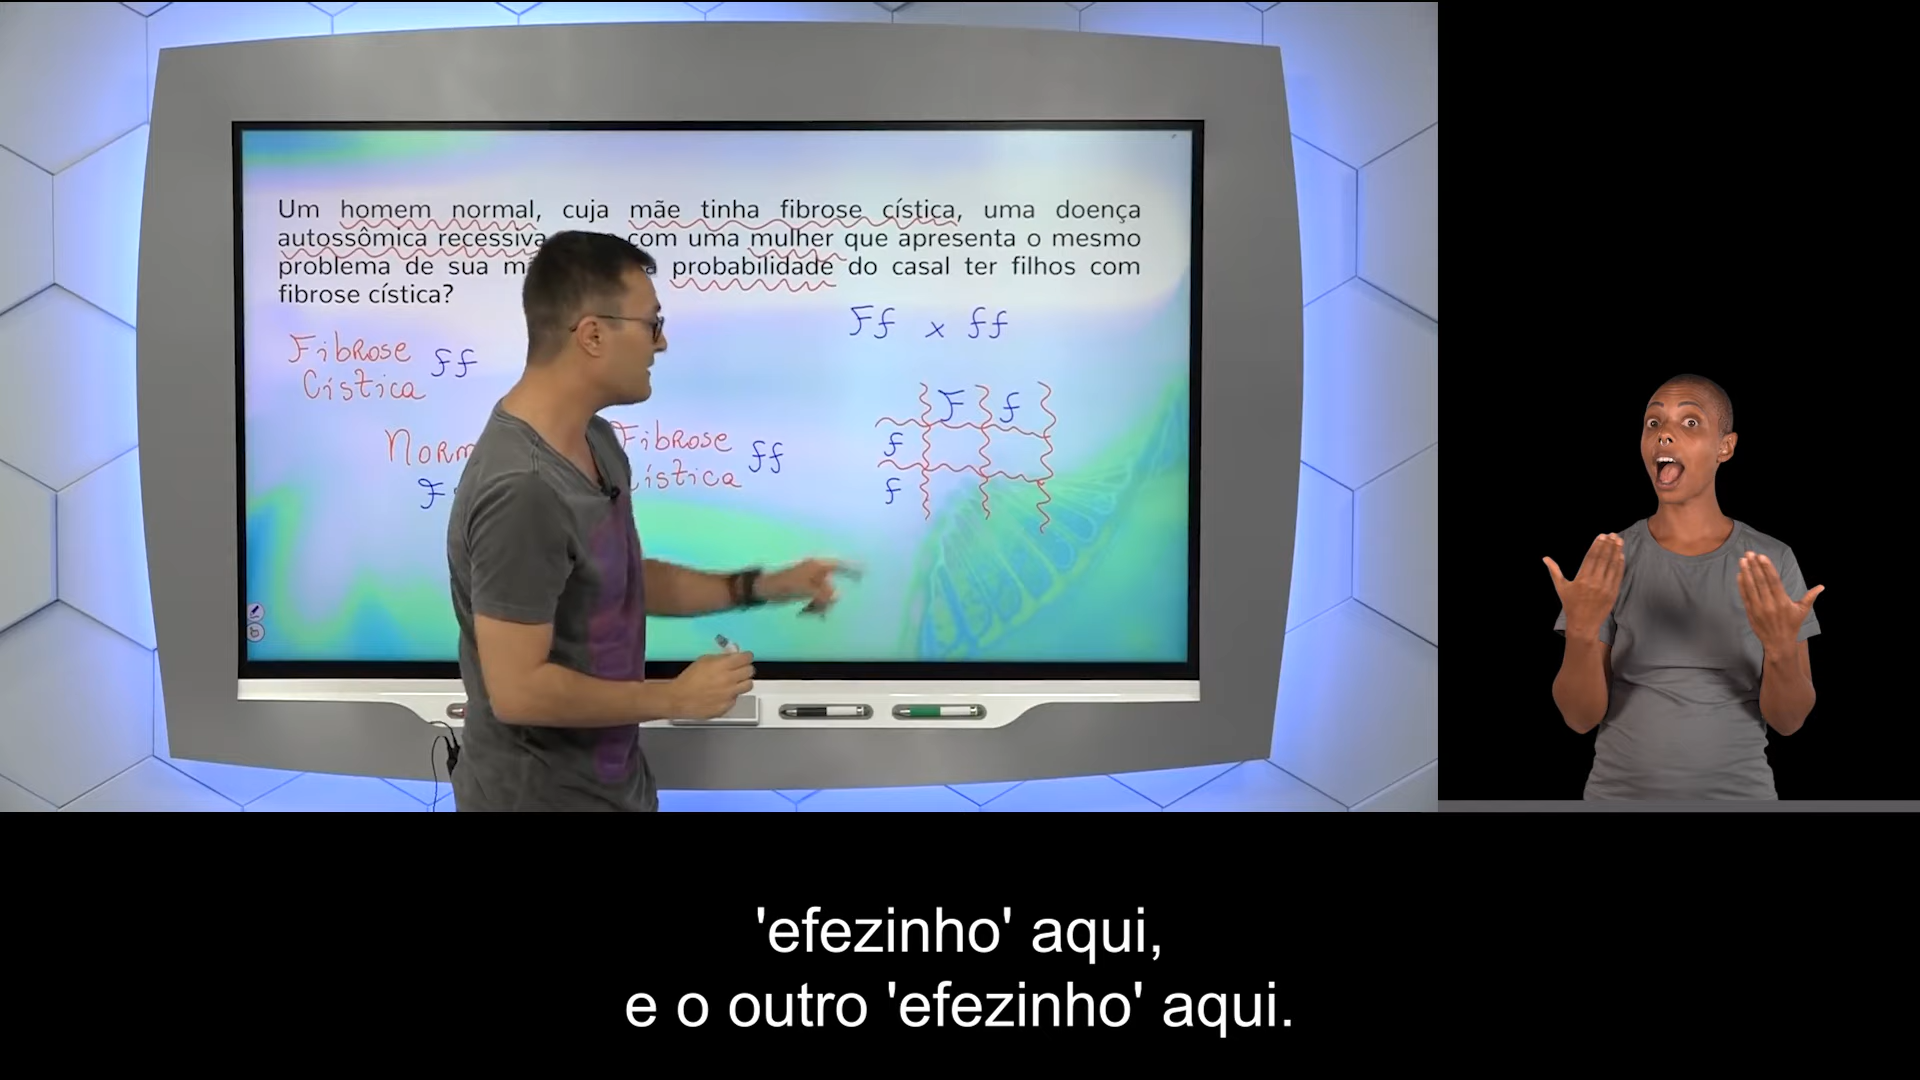 Um homem normal, cuja mãe tinha fibrose cística, uma doença
autossômica recessiva com uma mulher que apresenta o mesmo
problema de sua probabilidade do casal ter filhos com
fibrose cística?
Ff x ff
Fibrose
Cística ff
F f
f
f
Fibrose
ística ff
F
'efezinho' aqui,
e o outro 'efezinho' aqui.